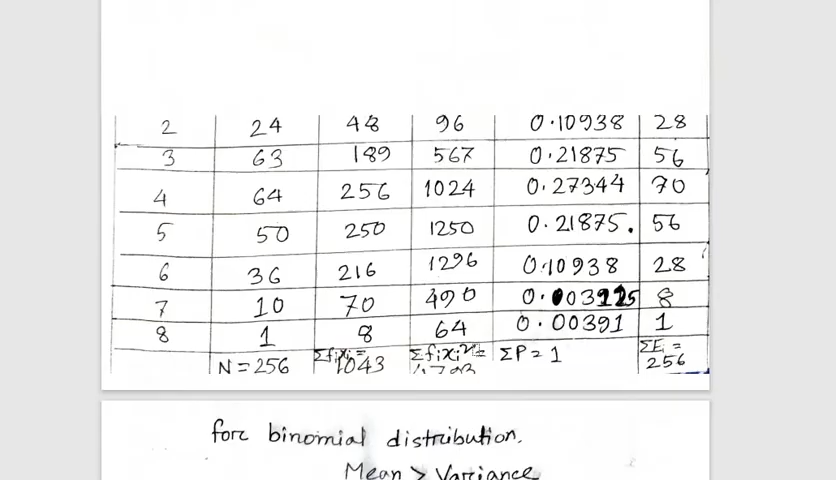 2 24 48 96 0.10938 28
3 63 189 567 0.21875 56
4 64 256 1024 0.27344 70
5 50 250 1250 0.21875. 56
6 36 216 1296 0.10938 28
7 10 70 490 8
8 1 8 64 0.00391 1
N = 256 Σfixi = 1043 Σfixi²= ΣP = 1 ΣEi = 256
for binomial distribution.
Mean > Variance